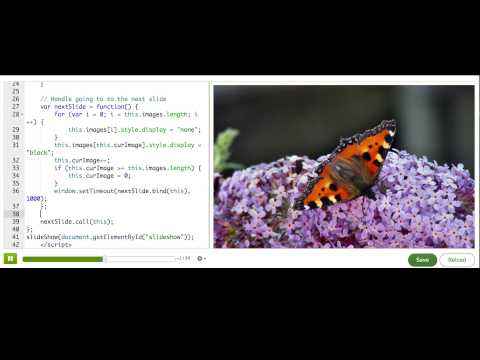 24 }
25
26 // Handle going to to the next slide
27 var nextSlide = function() {
28 for (var i = 0; i < this.images.length; i
++) {
29 this.images[i].style.display = "none";
30 }
31 this.images[this.curImage].style.display =
"block";
32 this.curImage++;
33 if (this.curImage >= this.images.length) {
34 this.curImage = 0;
35 }
36 window.setTimeout(nextSlide.bind(this),
1000);
37 };
38
39 nextSlide.call(this);
40 };
41 slideShow(document.getElementById("slideshow"));
42 </script>
Save
Reload